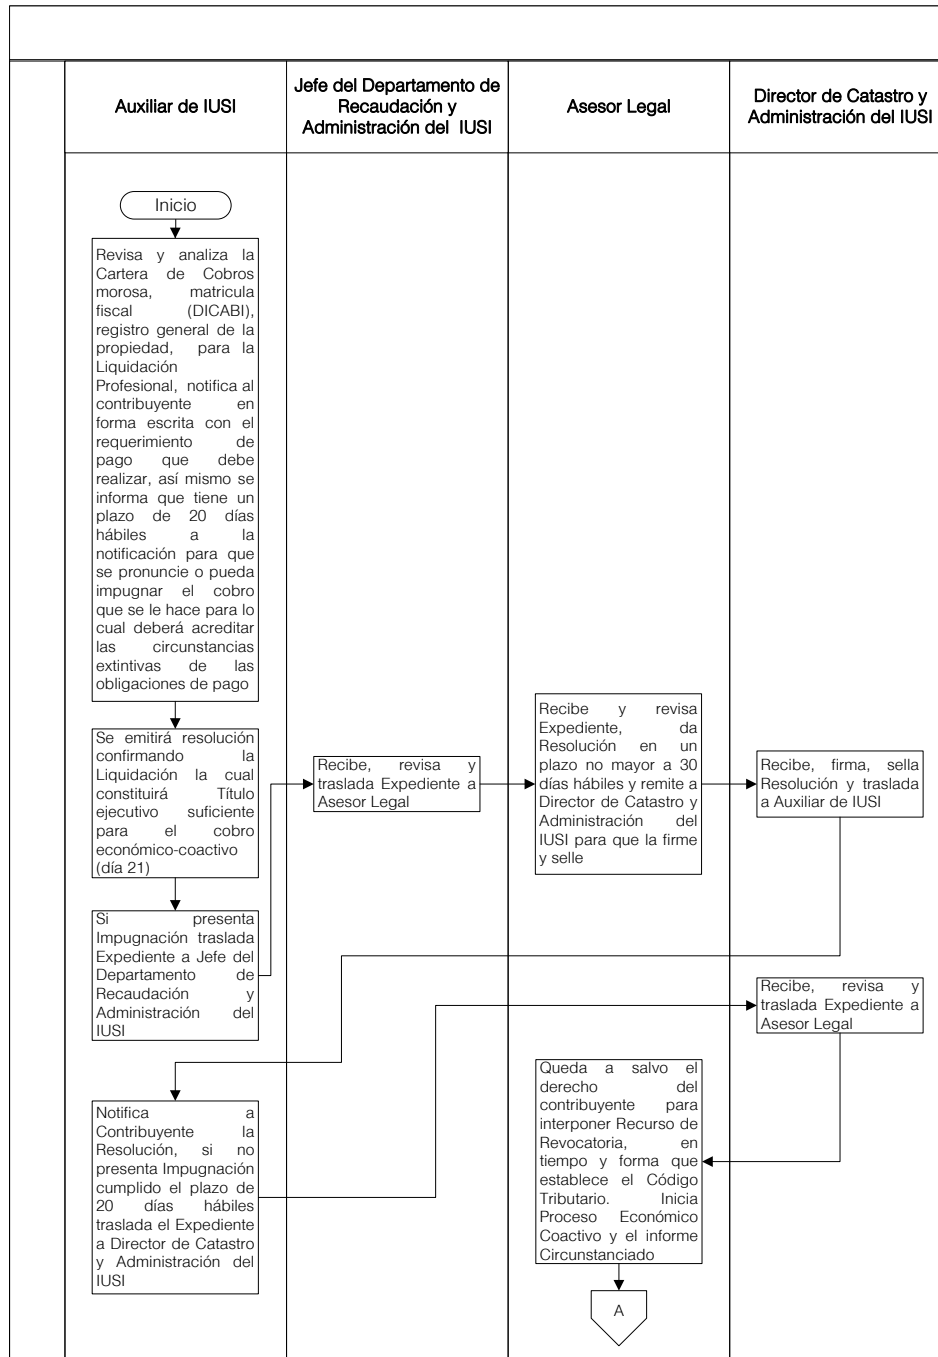 Auxiliar de IUSI
Jefe del Departamento de
Recaudación y
Administración del IUSI
Asesor Legal
Director de Catastro y
Administración del IUSI
Inicio
Revisa y analiza la
Cartera de Cobros
morosa, matricula
fiscal (DICABI),
registro general de la
propiedad, para la
Liquidación
Profesional, notifica al
contribuyente en
forma escrita con el
requerimiento de
pago que debe
realizar, así mismo se
informa que tiene un
plazo de 20 días
hábiles a la
notificación para que
se pronuncie o pueda
impugnar el cobro
que se le hace para lo
cual deberá acreditar
las circunstancias
extintivas de las
obligaciones de pago
Se emitirá resolución
confirmando la
Liquidación la cual
constituirá Título
ejecutivo suficiente
para el cobro
económico-coactivo
(día 21)
Si presenta
Impugnación traslada
Expediente a Jefe del
Departamento de
Recaudación y
Administración del
IUSI
Recibe, revisa y
traslada Expediente a
Asesor Legal
Recibe y revisa
Expediente, da
Resolución en un
plazo no mayor a 30
días hábiles y remite a
Director de Catastro y
Administración del
IUSI para que la firme
y selle
Recibe, firma, sella
Resolución y traslada
a Auxiliar de IUSI
Notifica a
Contribuyente la
Resolución, si no
presenta Impugnación
cumplido el plazo de
20 días hábiles
traslada el Expediente
a Director de Catastro
y Administración del
IUSI
Recibe, revisa y
traslada Expediente a
Asesor Legal
Queda a salvo el
derecho del
contribuyente para
interponer Recurso de
Revocatoria, en
tiempo y forma que
establece el Código
Tributario. Inicia
Proceso Económico
Coactivo y el informe
Circunstanciado
A